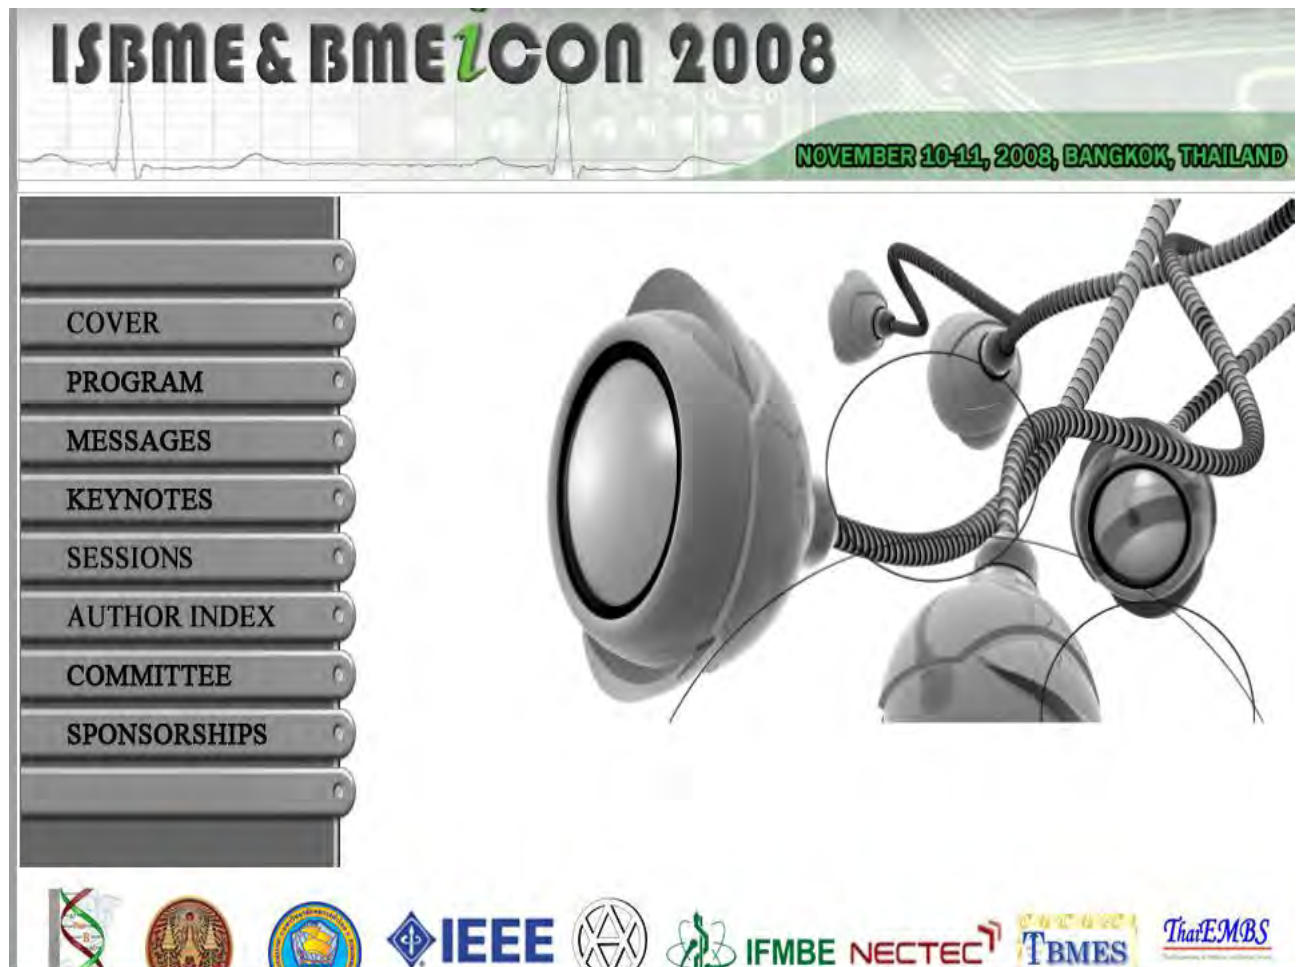 ISBME & BMEiCON 2008
NOVEMBER 10-11, 2008, BANGKOK, THAILAND
COVER
PROGRAM
MESSAGES
KEYNOTES
SESSIONS
AUTHOR INDEX
COMMITTEE
SPONSORSHIPS
IEEE
IFMBE
NECTEC
TBMES
ThaiEMBS